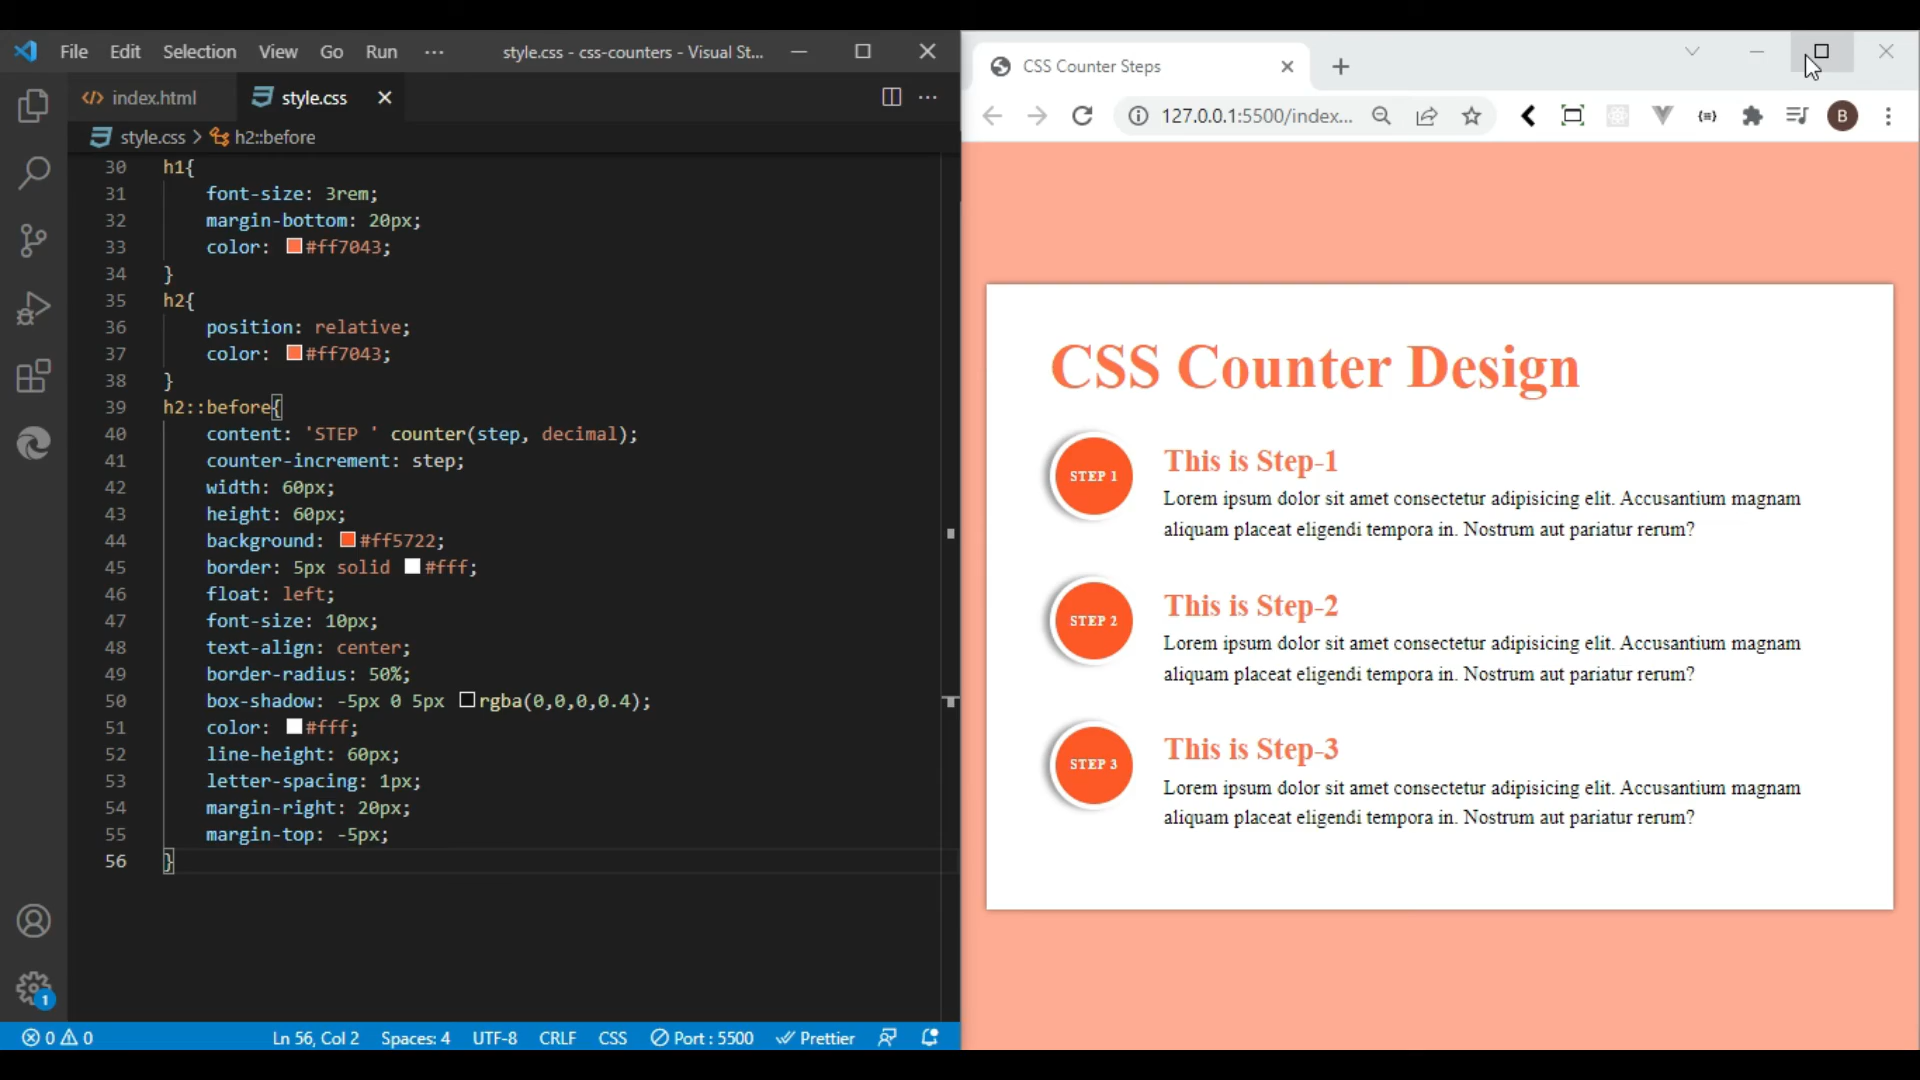 File Edit Selection View Go Run ··· style.css - css-counters - Visual St...
index.html style.css
style.css > h2::before
30 h1{
31 font-size: 3rem;
32 margin-bottom: 20px;
33 color: #ff7043;
34 }
35 h2{
36 position: relative;
37 color: #ff7043;
38 }
39 h2::before{
40 content: 'STEP ' counter(step, decimal);
41 counter-increment: step;
42 width: 60px;
43 height: 60px;
44 background: #ff5722;
45 border: 5px solid #fff;
46 float: left;
47 font-size: 10px;
48 text-align: center;
49 border-radius: 50%;
50 box-shadow: -5px 0 5px rgba(0,0,0,0.4);
51 color: #fff;
52 line-height: 60px;
53 letter-spacing: 1px;
54 margin-right: 20px;
55 margin-top: -5px;
56 }
1
0 0 Ln 56, Col 2 Spaces: 4 UTF-8 CRLF CSS Port : 5500 Prettier
CSS Counter Steps
127.0.0.1:5500/index... B
CSS Counter Design
STEP 1
This is Step-1
Lorem ipsum dolor sit amet consectetur adipisicing elit. Accusantium magnam
aliquam placeat eligendi tempora in. Nostrum aut pariatur rerum?
STEP 2
This is Step-2
Lorem ipsum dolor sit amet consectetur adipisicing elit. Accusantium magnam
aliquam placeat eligendi tempora in. Nostrum aut pariatur rerum?
STEP 3
This is Step-3
Lorem ipsum dolor sit amet consectetur adipisicing elit. Accusantium magnam
aliquam placeat eligendi tempora in. Nostrum aut pariatur rerum?